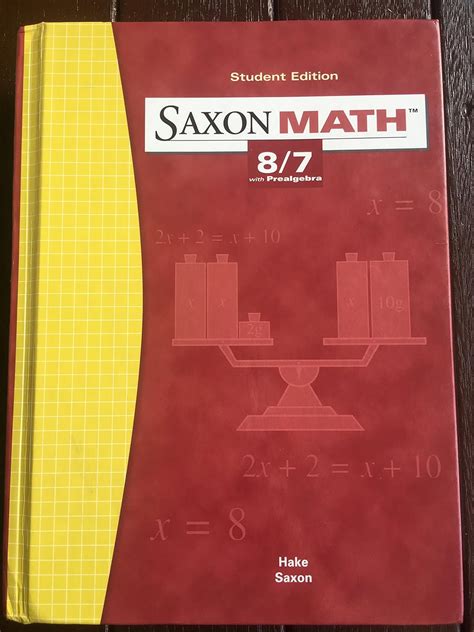 Student Edition
SAXON MATH™
8/7
with Prealgebra
x = 8
2x + 2 = x + 10
x
x
2g
x
10g
2x + 2 = x + 10
x = 8
Hake
Saxon